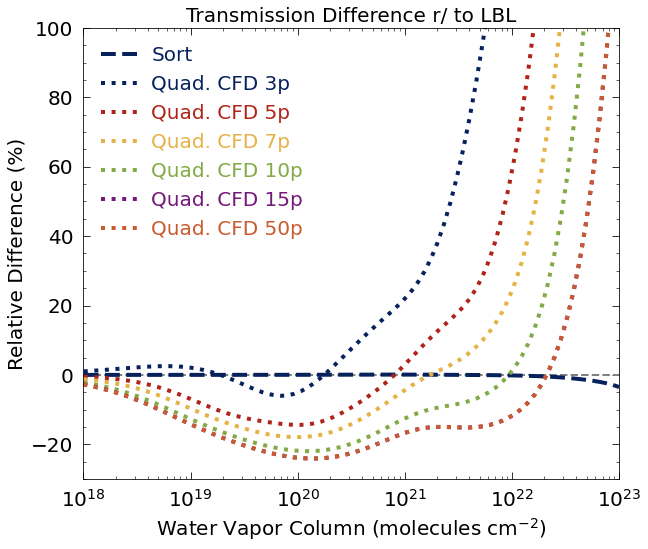 Transmission Difference r/ to LBL
Relative Difference (%)
100
80
60
40
20
0
−20
Sort
Quad. CFD 3p
Quad. CFD 5p
Quad. CFD 7p
Quad. CFD 10p
Quad. CFD 15p
Quad. CFD 50p
10^18 10^19 10^20 10^21 10^22 10^23
Water Vapor Column (molecules cm^−2)